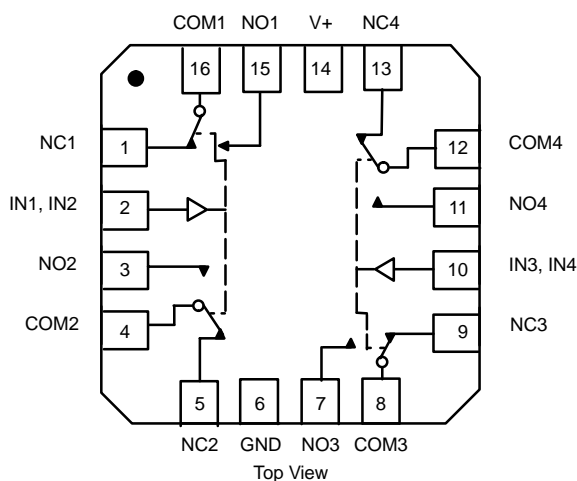 COM1 NO1 V+ NC4
16 15 14 13
NC1 1 12 COM4
IN1, IN2 2 11 NO4
NO2 3 10 IN3, IN4
COM2 4 9 NC3
5 6 7 8
NC2 GND NO3 COM3
Top View